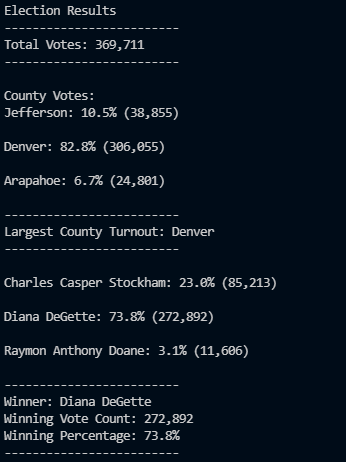 Election Results
-------------------------
Total Votes: 369,711
-------------------------
County Votes:
Jefferson: 10.5% (38,855)
Denver: 82.8% (306,055)
Arapahoe: 6.7% (24,801)
-------------------------
Largest County Turnout: Denver
-------------------------
Charles Casper Stockham: 23.0% (85,213)
Diana DeGette: 73.8% (272,892)
Raymon Anthony Doane: 3.1% (11,606)
-------------------------
Winner: Diana DeGette
Winning Vote Count: 272,892
Winning Percentage: 73.8%
-------------------------